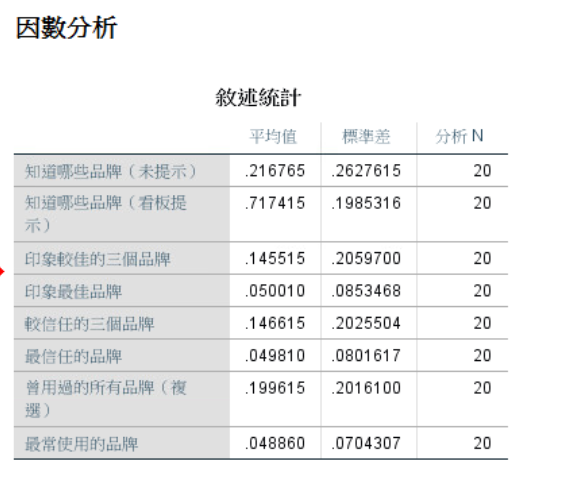 因數分析
敘述統計
平均值 標準差 分析 N
知道哪些品牌（未提示） .216765 .2627615 20
知道哪些品牌（看板提 .717415 .1985316 20
示）
印象較佳的三個品牌 .145515 .2059700 20
印象最佳品牌 .050010 .0853468 20
較信任的三個品牌 .146615 .2025504 20
最信任的品牌 .049810 .0801617 20
曾用過的所有品牌（複 .199615 .2016100 20
選）
最常使用的品牌 .048860 .0704307 20